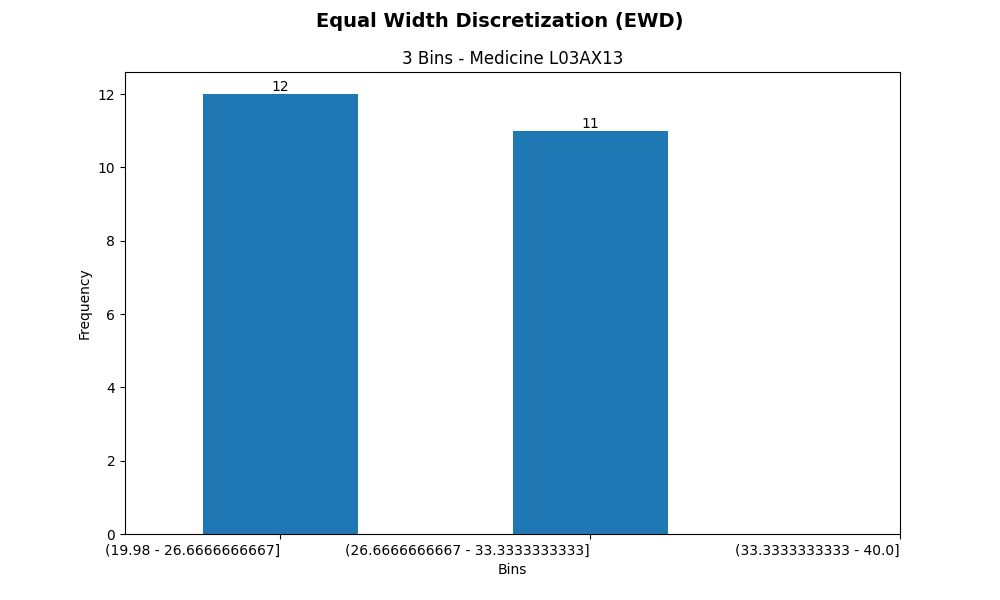 Equal Width Discretization (EWD)
3 Bins - Medicine L03AX13
12
11
12
10
8
6
4
2
0
Frequency
(19.98 - 26.6666666667] (26.6666666667 - 33.3333333333] (33.3333333333 - 40.0]
Bins